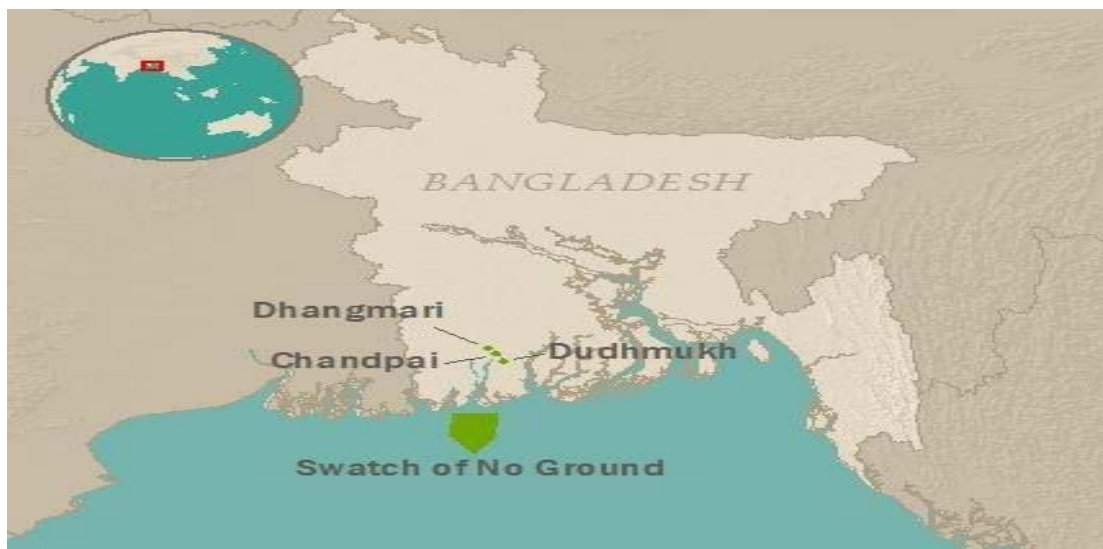 BANGLADESH
Dhangmari
Chandpai
Dudhmukh
Swatch of No Ground